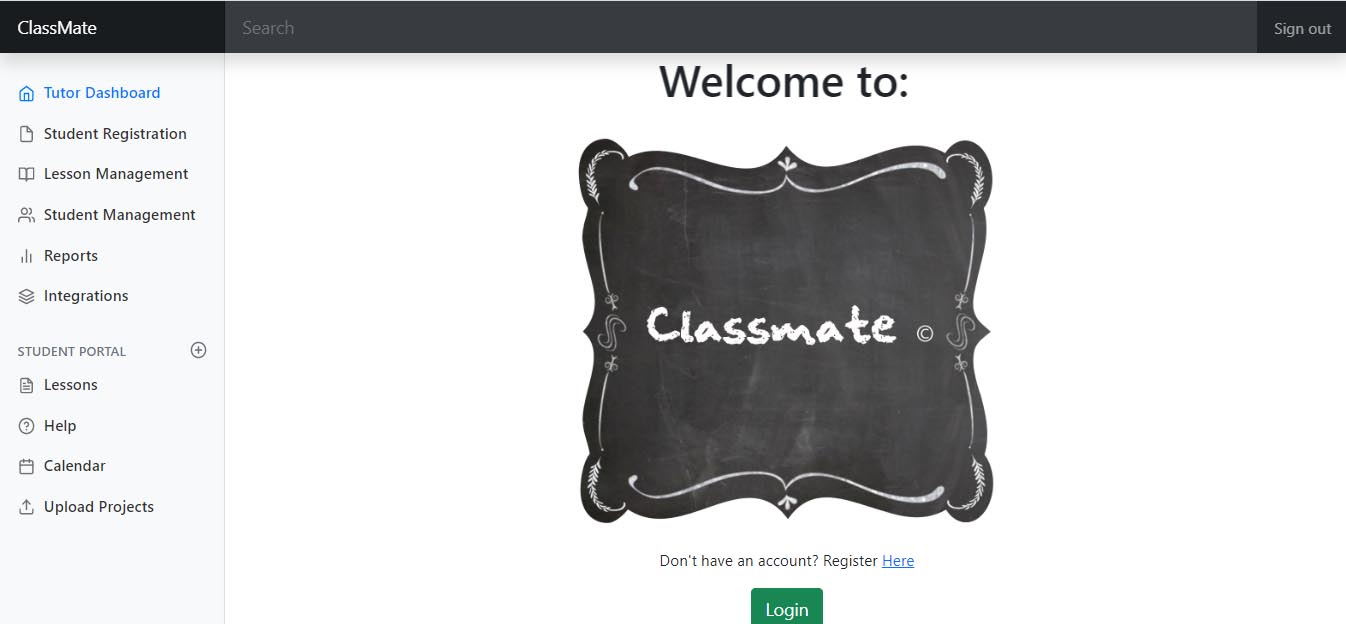 ClassMate
Search
Sign out
Tutor Dashboard
Student Registration
Lesson Management
Student Management
Reports
Integrations
STUDENT PORTAL
Lessons
Help
Calendar
Upload Projects
Welcome to:
Classmate ©
Don't have an account? Register Here
Login